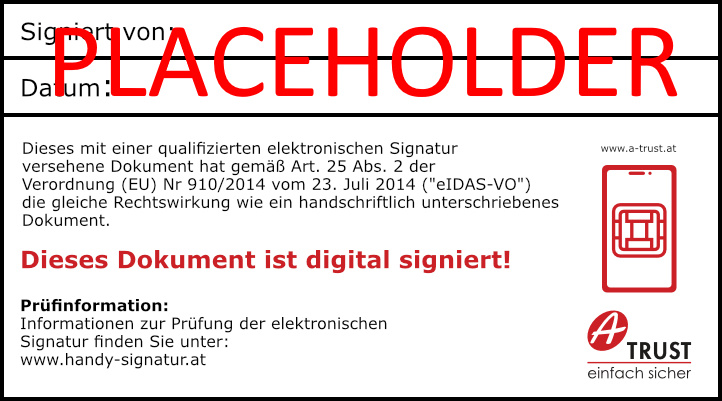 Signiert von:
PLACEHOLDER
Datum:
Dieses mit einer qualifizierten elektronischen Signatur
versehene Dokument hat gemäß Art. 25 Abs. 2 der
Verordnung (EU) Nr 910/2014 vom 23. Juli 2014 ("eIDAS-VO")
die gleiche Rechtswirkung wie ein handschriftlich unterschriebenes
Dokument.
www.a-trust.at
Dieses Dokument ist digital signiert!
Prüfinformation:
Informationen zur Prüfung der elektronischen
Signatur finden Sie unter:
www.handy-signatur.at
A
TRUST
einfach sicher